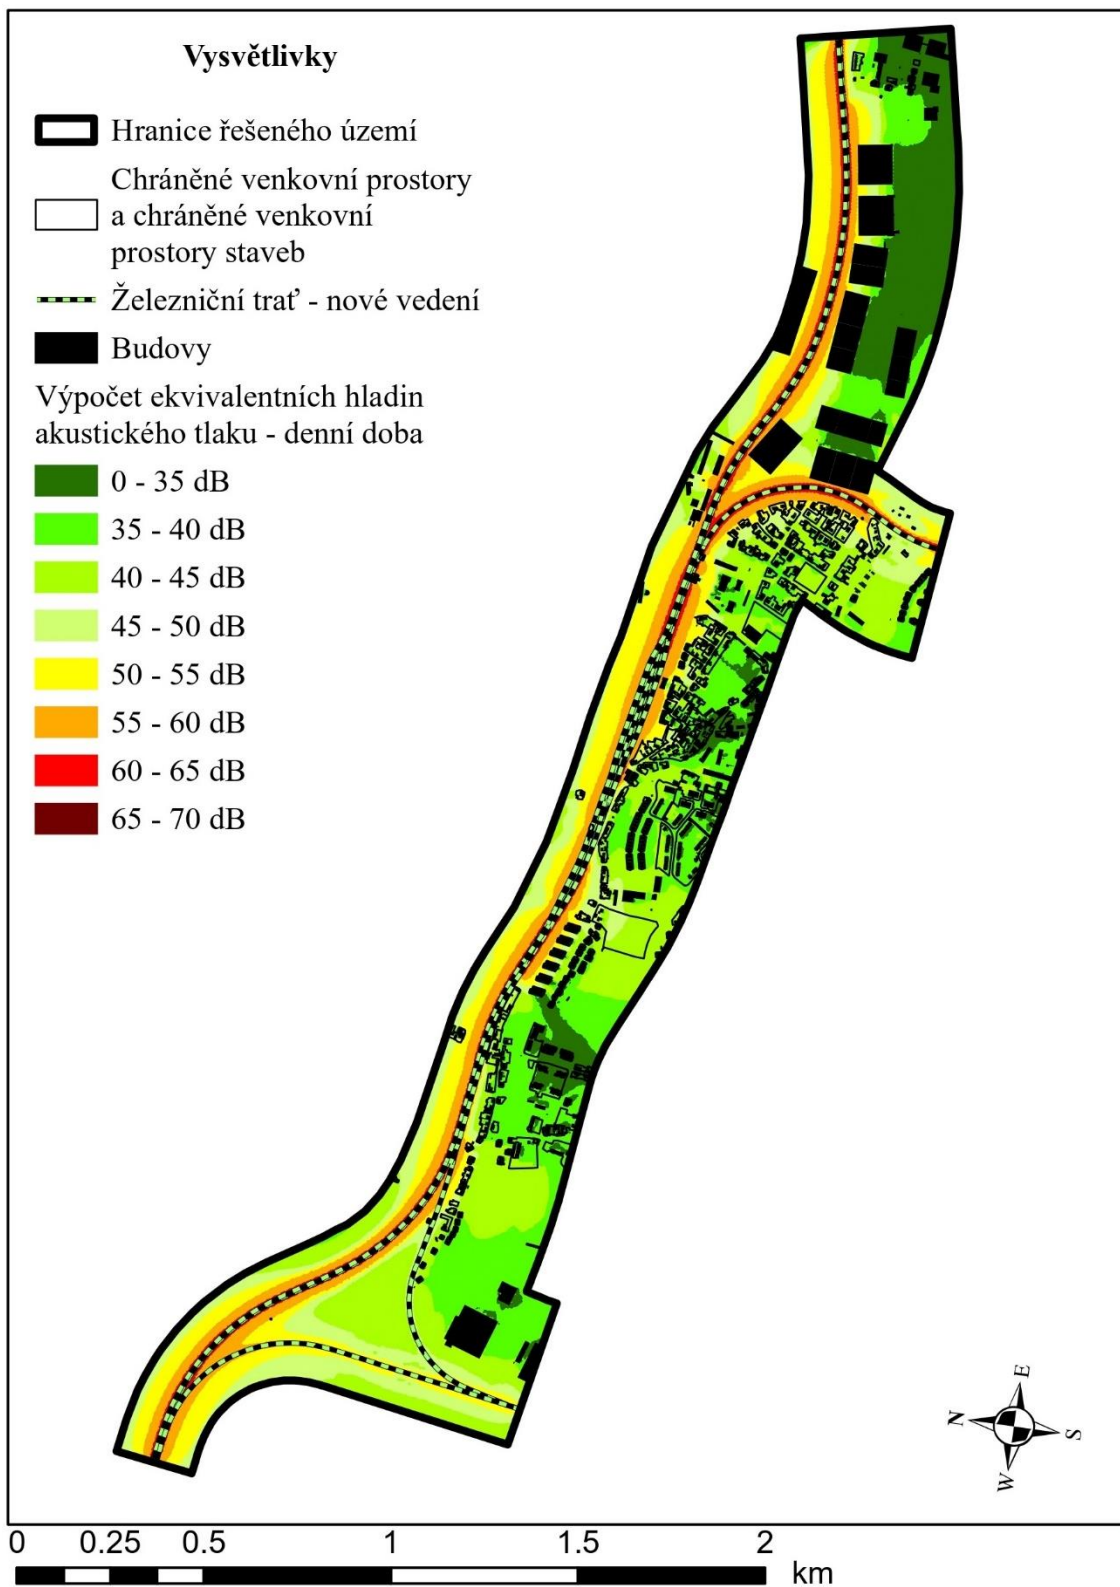 Vysvětlivky
Hranice řešeného území
Chráněné venkovní prostory
a chráněné venkovní
prostory staveb
Železniční trať - nové vedení
Budovy
Výpočet ekvivalentních hladin
akustického tlaku - denní doba
0 - 35 dB
35 - 40 dB
40 - 45 dB
45 - 50 dB
50 - 55 dB
55 - 60 dB
60 - 65 dB
65 - 70 dB
E
N
S
W
0 0.25 0.5 1 1.5 2
km